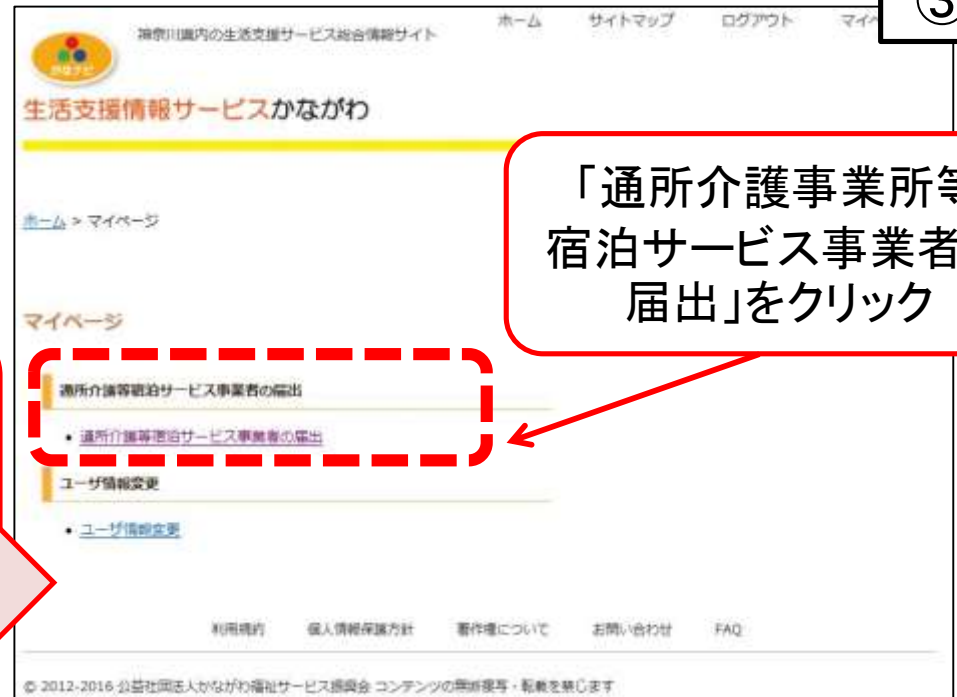 ③
神奈川県内の生活支援サービス総合情報サイト
ホーム サイトマップ ログアウト マイペ
かなナビ
生活支援情報サービスかながわ
「通所介護事業所等
宿泊サービス事業者
届出」をクリック
ホーム > マイページ
マイページ
通所介護等宿泊サービス事業者の届出
• 通所介護等宿泊サービス事業者の届出
ユーザ情報変更
• ユーザ情報変更
利用規約 個人情報保護方針 著作権について お問い合わせ FAQ
© 2012-2016 公益社団法人かながわ福祉サービス振興会 コンテンツの無断複写・転載を禁じます